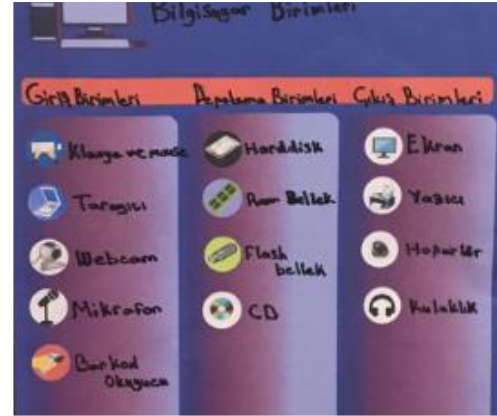 Bilgisayar Birimleri
Giriş Birimleri
Klavye ve mouse
Tarayıcı
Webcam
Mikrofon
Barkod
Okuyucu
Depolama Birimleri
Harddisk
Ram Bellek
Flash
bellek
CD
Çıkış Birimleri
Ekran
Yazıcı
Hoparlör
Kulaklık